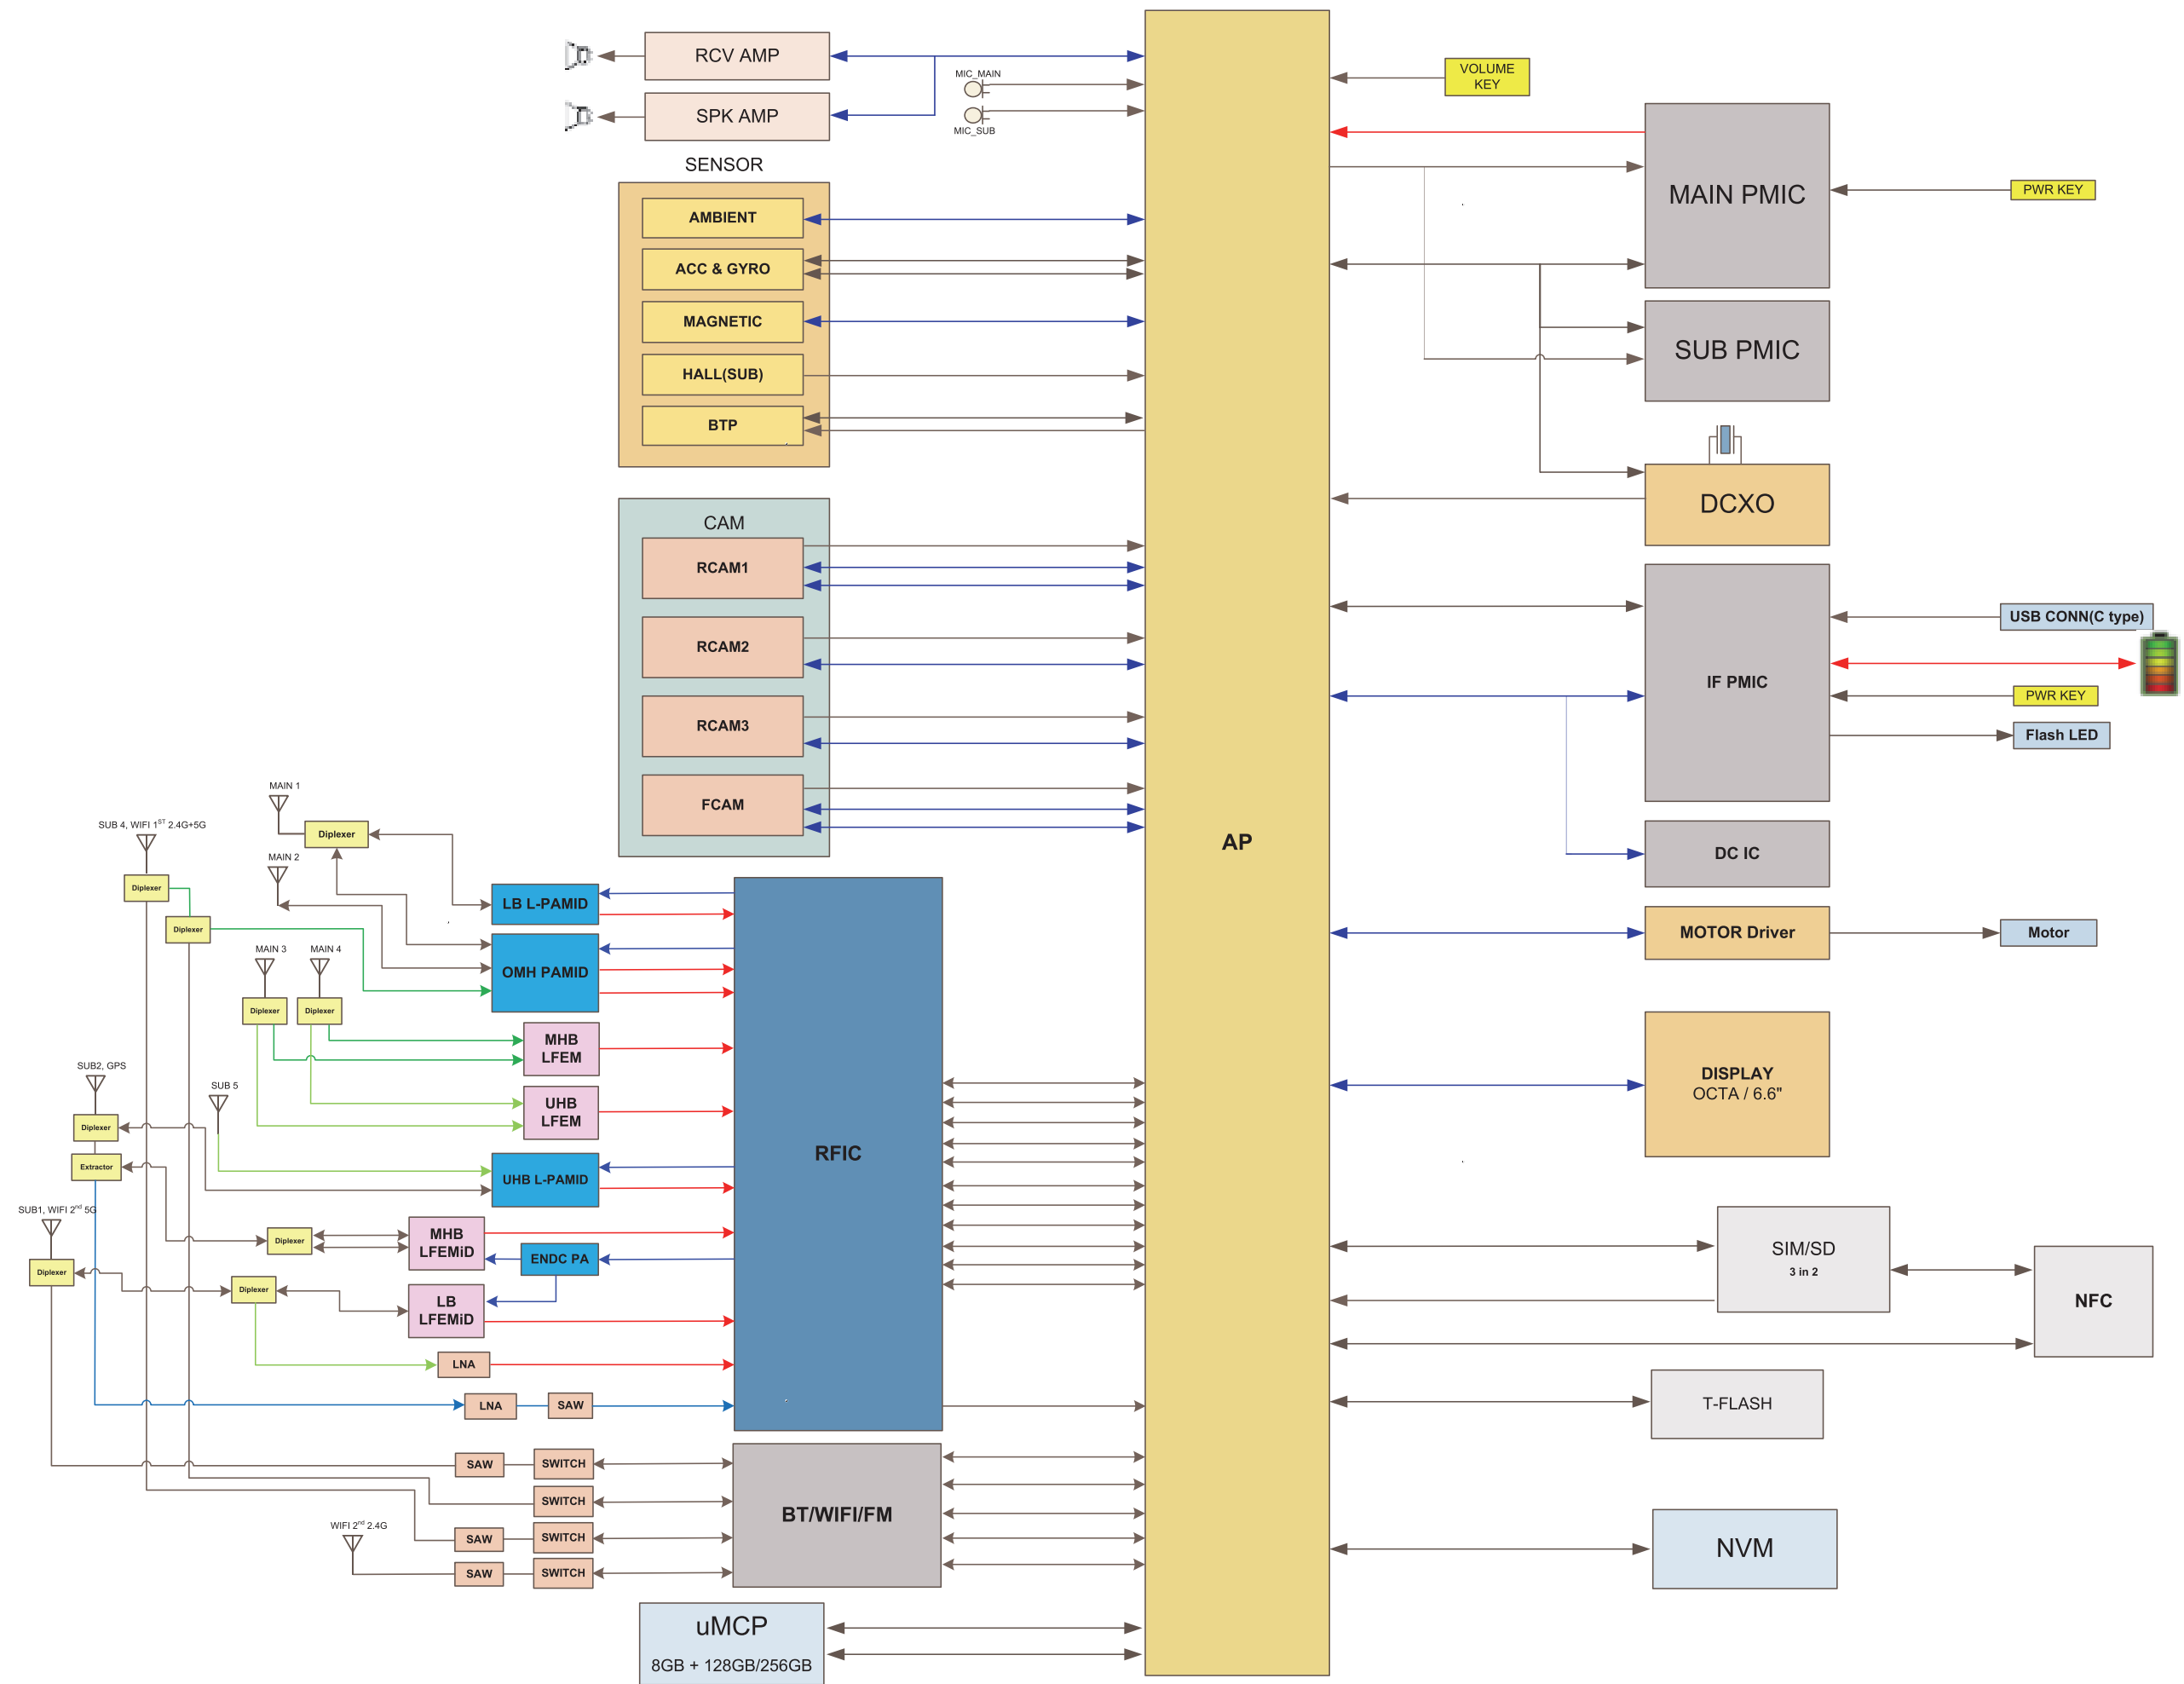 RCV AMP
SPK AMP
MIC_MAIN
MIC_SUB
SENSOR
AMBIENT
ACC & GYRO
MAGNETIC
HALL(SUB)
BTP
CAM
RCAM1
RCAM2
RCAM3
FCAM
MAIN 1
Diplexer
SUB 4, WIFI 1ST 2.4G+5G
Diplexer
MAIN 2
Diplexer
MAIN 3
MAIN 4
Diplexer
Diplexer
SUB2, GPS
SUB 5
Diplexer
Extractor
SUB1, WIFI 2nd 5G
Diplexer
Diplexer
Diplexer
LB L-PAMID
OMH PAMID
MHB
LFEM
UHB
LFEM
UHB L-PAMID
MHB
LFEMiD
ENDC PA
LB
LFEMiD
LNA
LNA
SAW
RFIC
SAW
SWITCH
SWITCH
SAW
SWITCH
WIFI 2nd 2.4G
SAW
SWITCH
BT/WIFI/FM
uMCP
8GB + 128GB/256GB
AP
VOLUME
KEY
MAIN PMIC
PWR KEY
SUB PMIC
DCXO
IF PMIC
USB CONN(C type)
PWR KEY
Flash LED
DC IC
MOTOR Driver
Motor
DISPLAY
OCTA / 6.6"
SIM/SD
3 in 2
NFC
T-FLASH
NVM